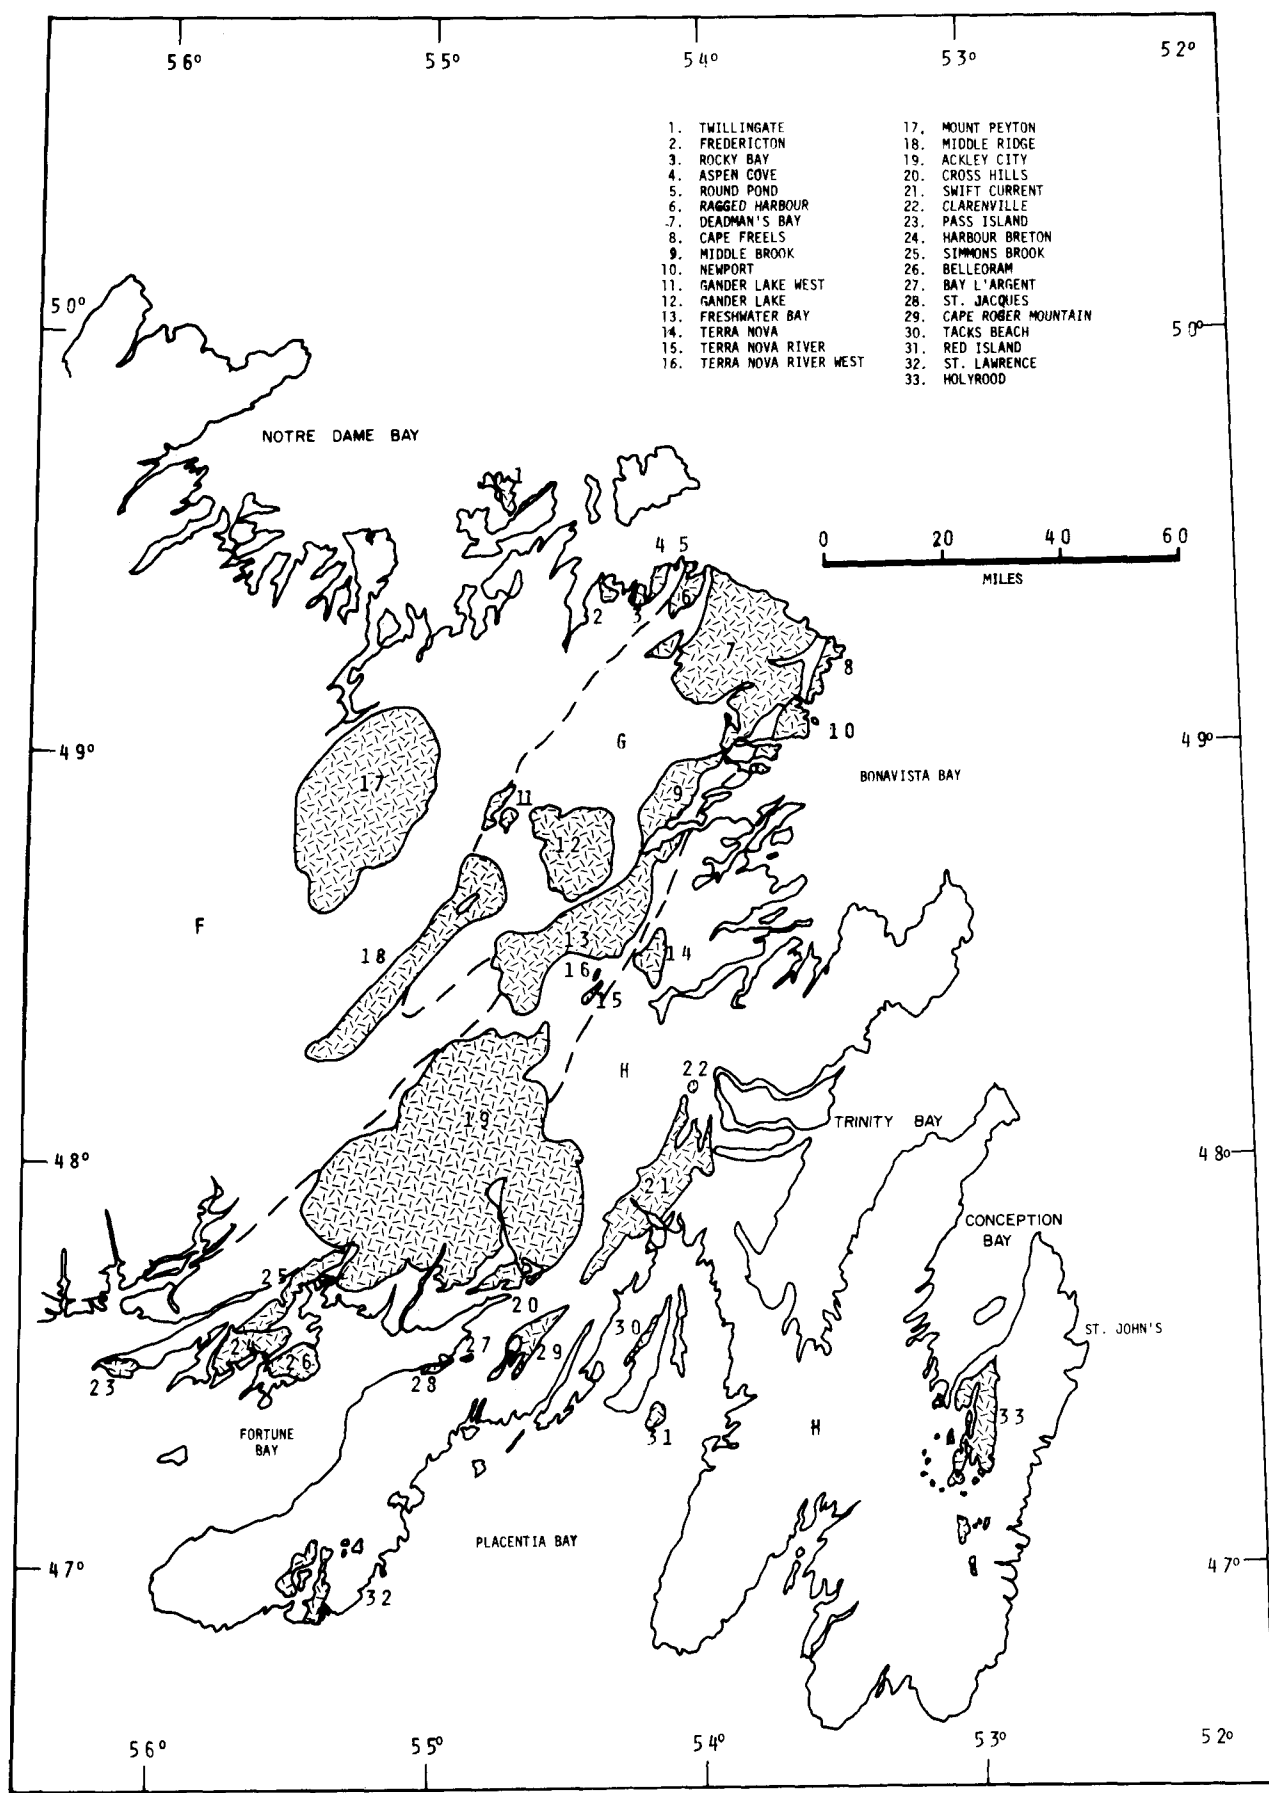 56° 55° 54° 53° 52°
1. TWILLINGATE
2. FREDERICTON
3. ROCKY BAY
4. ASPEN COVE
5. ROUND POND
6. RAGGED HARBOUR
7. DEADMAN'S BAY
8. CAPE FREELS
9. MIDDLE BROOK
10. NEWPORT
11. GANDER LAKE WEST
12. GANDER LAKE
13. FRESHWATER BAY
14. TERRA NOVA
15. TERRA NOVA RIVER
16. TERRA NOVA RIVER WEST
17. MOUNT PEYTON
18. MIDDLE RIDGE
19. ACKLEY CITY
20. CROSS HILLS
21. SWIFT CURRENT
22. CLARENVILLE
23. PASS ISLAND
24. HARBOUR BRETON
25. SIMMONS BROOK
26. BELLEORAM
27. BAY L'ARGENT
28. ST. JACQUES
29. CAPE ROGER MOUNTAIN
30. TACKS BEACH
31. RED ISLAND
32. ST. LAWRENCE
33. HOLYROOD
50° 50°
NOTRE DAME BAY
1
0 20 40 60
MILES
4 5
2 3 6
7
8
10
G
49° 49°
BONAVISTA BAY
17
9
11
12
F
18
13
14
16
15
H
22
19
TRINITY BAY
48° 48°
21
CONCEPTION
BAY
25
20
30
ST. JOHN'S
24
27
29
26
23
28
33
31
H
FORTUNE
BAY
PLACENTIA BAY
47° 47°
32
56° 55° 54° 53° 52°